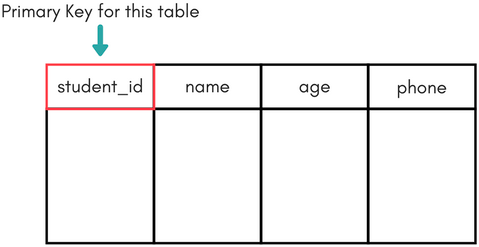 Primary Key for this table
student_id name age phone